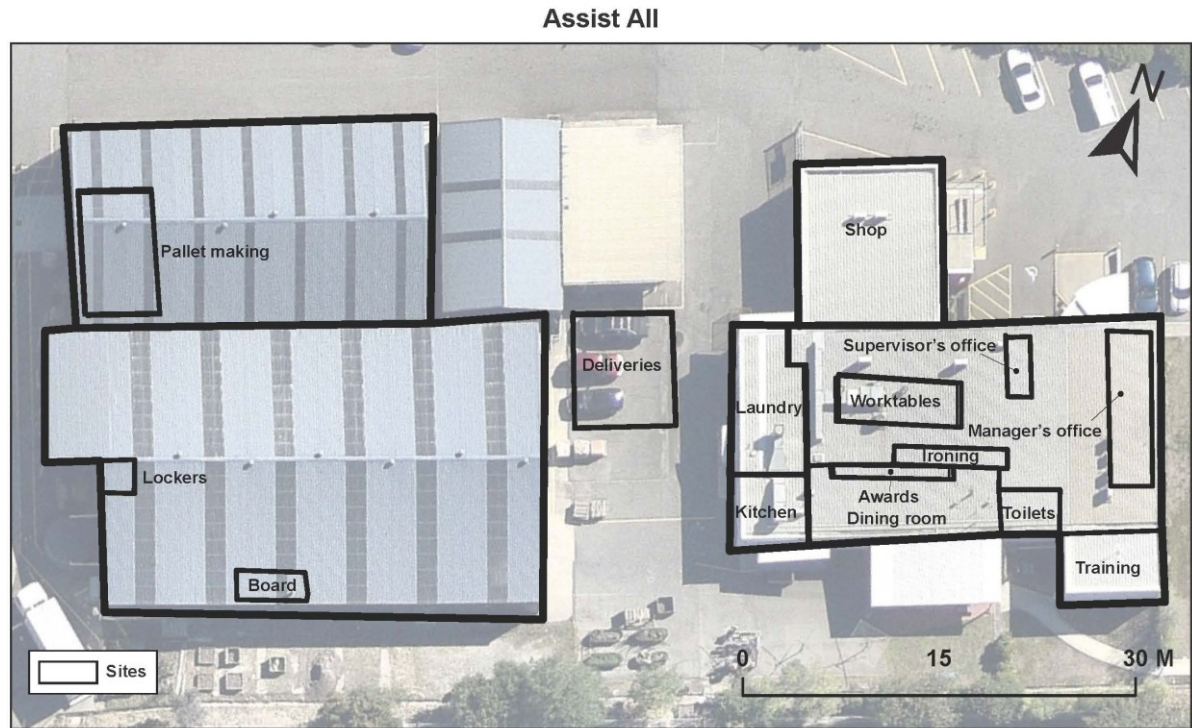 Assist All
N
Pallet making
Shop
Deliveries
Supervisor's office
Laundry
Worktables
Manager's office
Lockers
Ironing
Kitchen
Awards
Dining room
Toilets
Board
Training
Sites
0 15 30 M